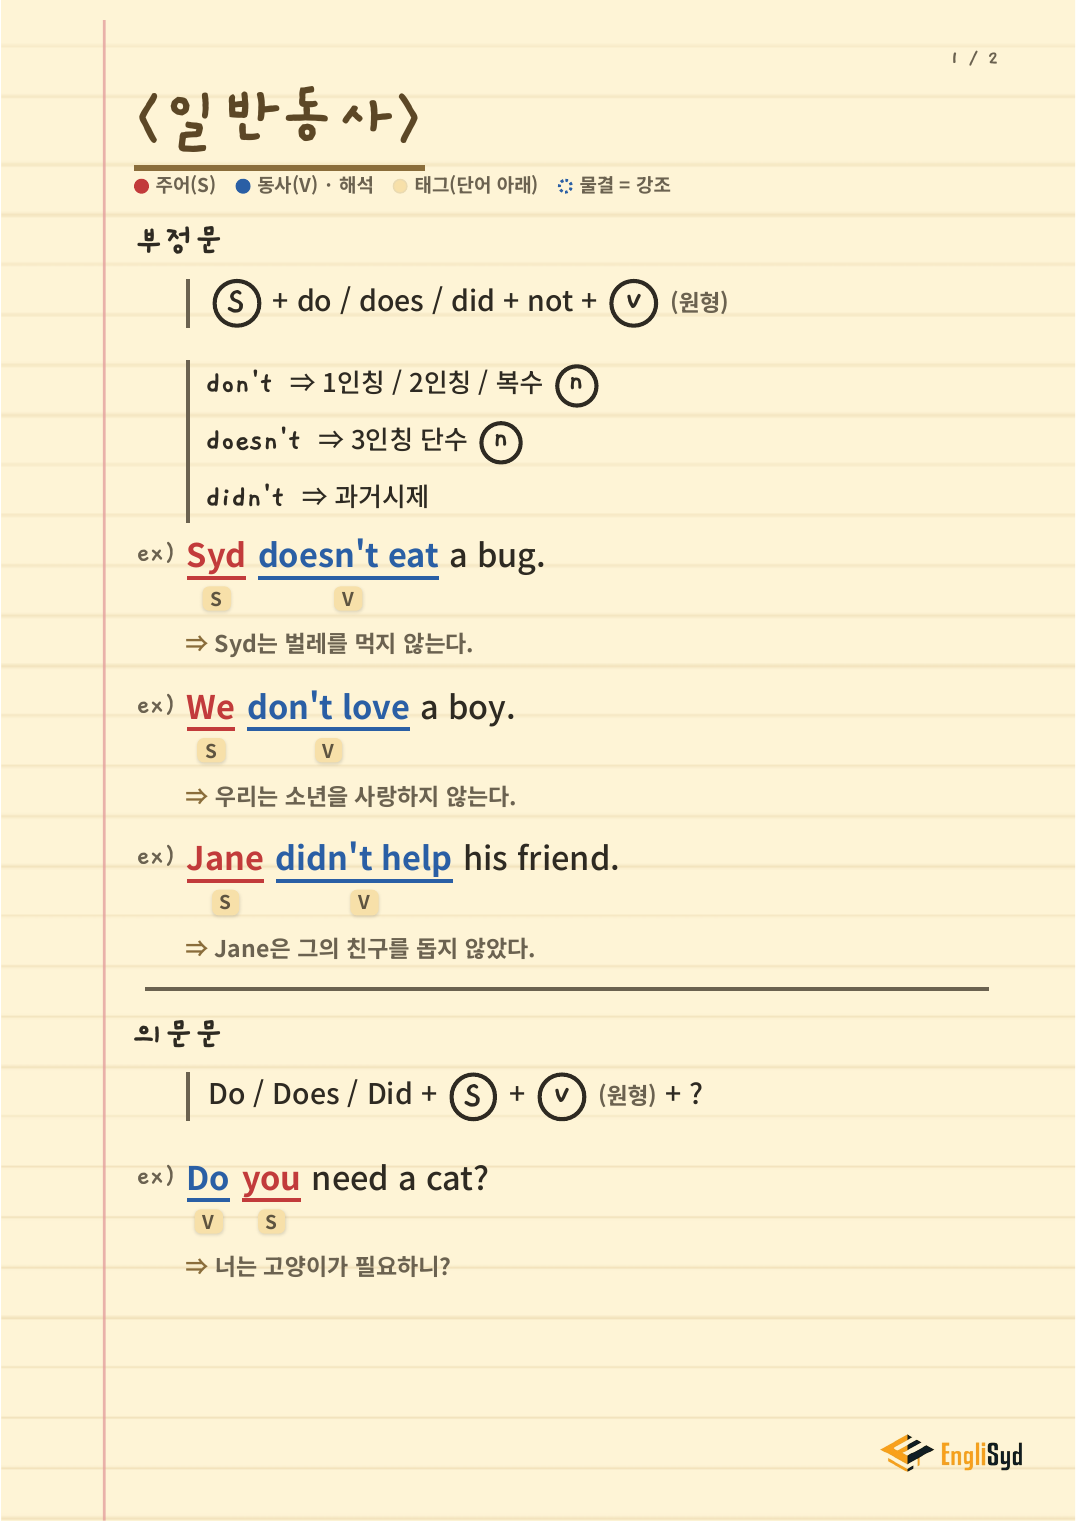 1 / 2
<일반동사>
주어(S) 동사(V) · 해석 태그(단어 아래) 물결 = 강조
부정문
S + do / does / did + not + v (원형)
don't ⇒ 1인칭 / 2인칭 / 복수 n
doesn't ⇒ 3인칭 단수 n
didn't ⇒ 과거시제
ex) Syd doesn't eat a bug.
S V
⇒ Syd는 벌레를 먹지 않는다.
ex) We don't love a boy.
S V
⇒ 우리는 소년을 사랑하지 않는다.
ex) Jane didn't help his friend.
S V
⇒ Jane은 그의 친구를 돕지 않았다.
의문문
Do / Does / Did + S + v (원형) + ?
ex) Do you need a cat?
V S
⇒ 너는 고양이가 필요하니?
EngliSyd